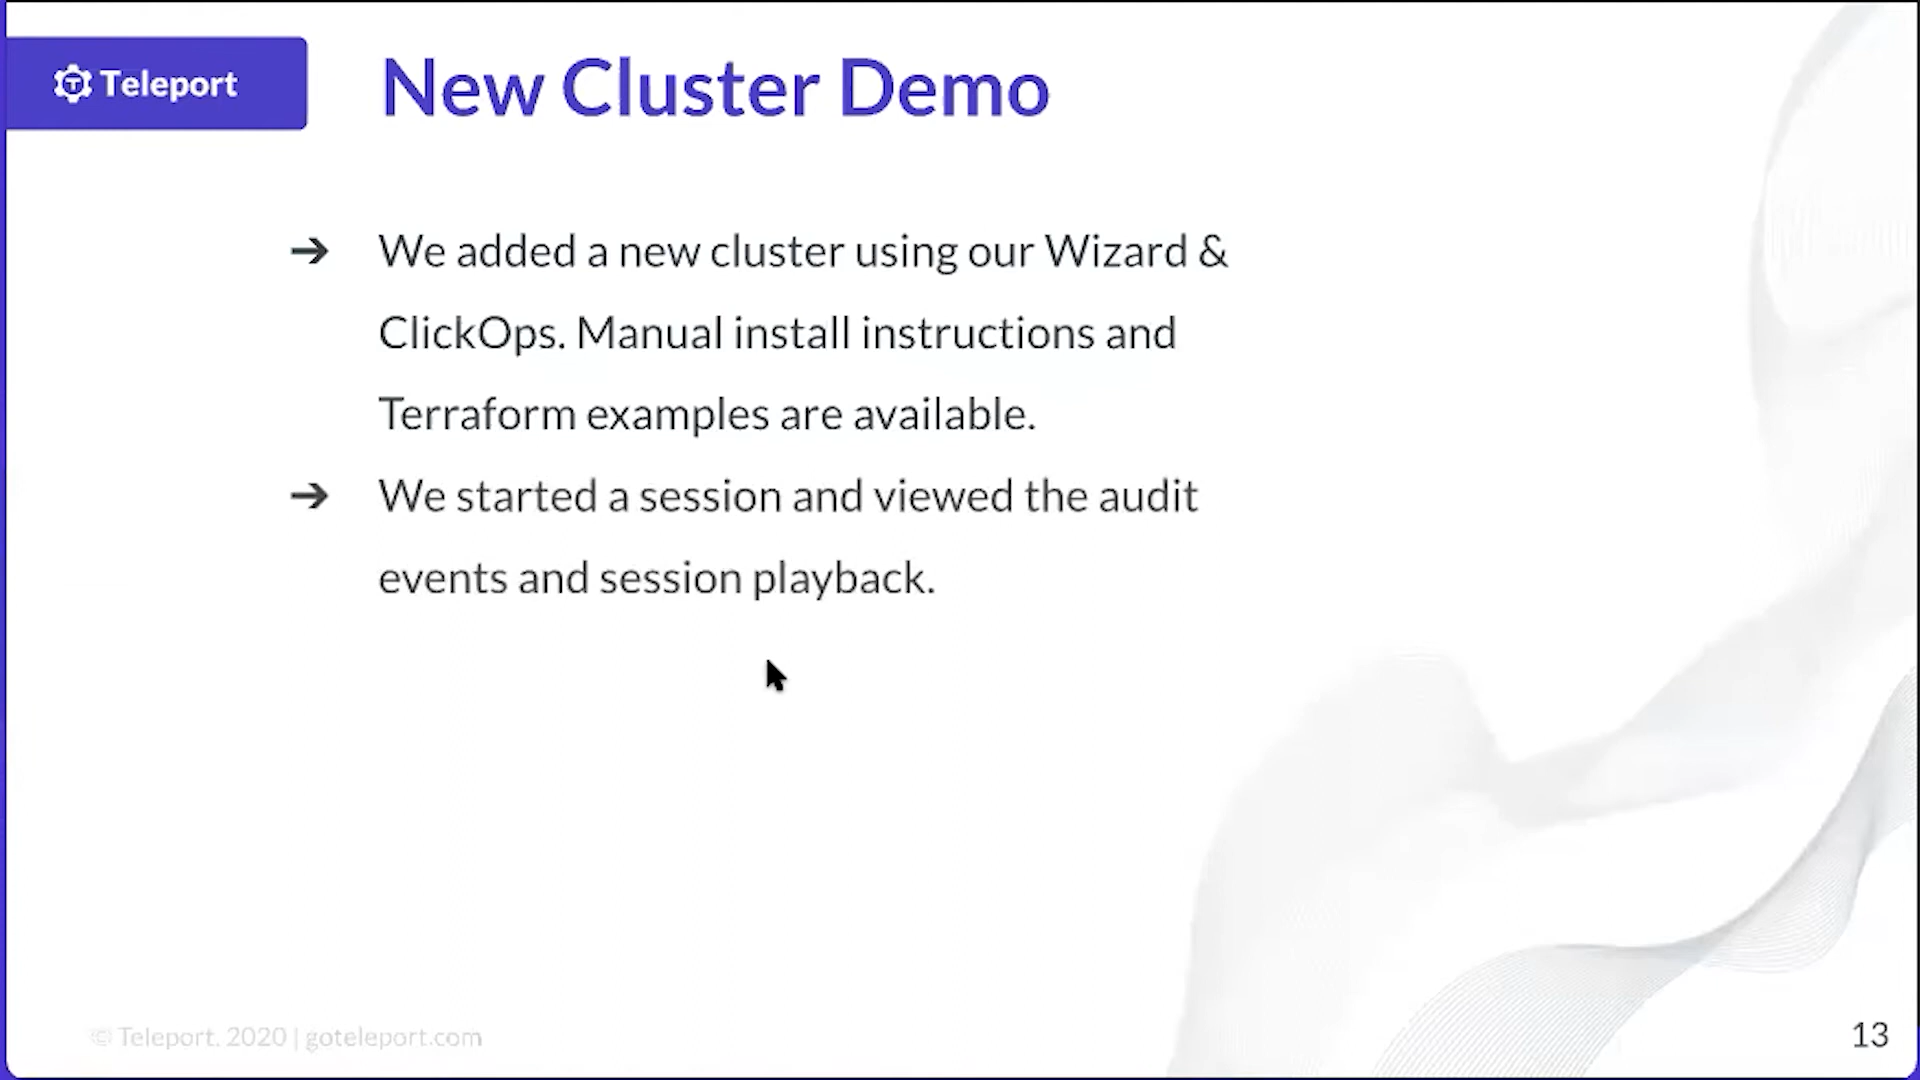 Teleport
New Cluster Demo
➔ We added a new cluster using our Wizard &
ClickOps. Manual install instructions and
Terraform examples are available.
➔ We started a session and viewed the audit
events and session playback.
© Teleport, 2020 | goteleport.com
13